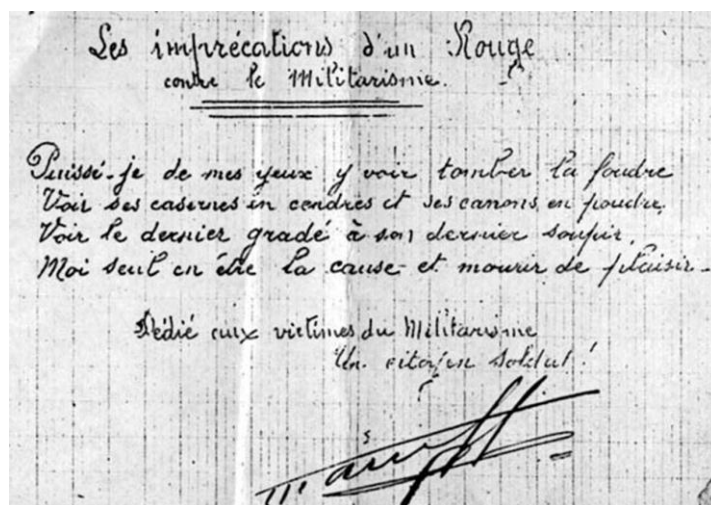 Les imprécations d'un Rouge
contre le Militarisme.
Puissé-je de mes yeux y voir tomber la foudre
Voir ses casernes in cendres et ses canons en poudre,
Voir le dernier gradé à son dernier soupir,
Moi seul en être la cause et mourir de plaisir_
Dédié aux victimes du Militarisme
Un citoyen soldat!